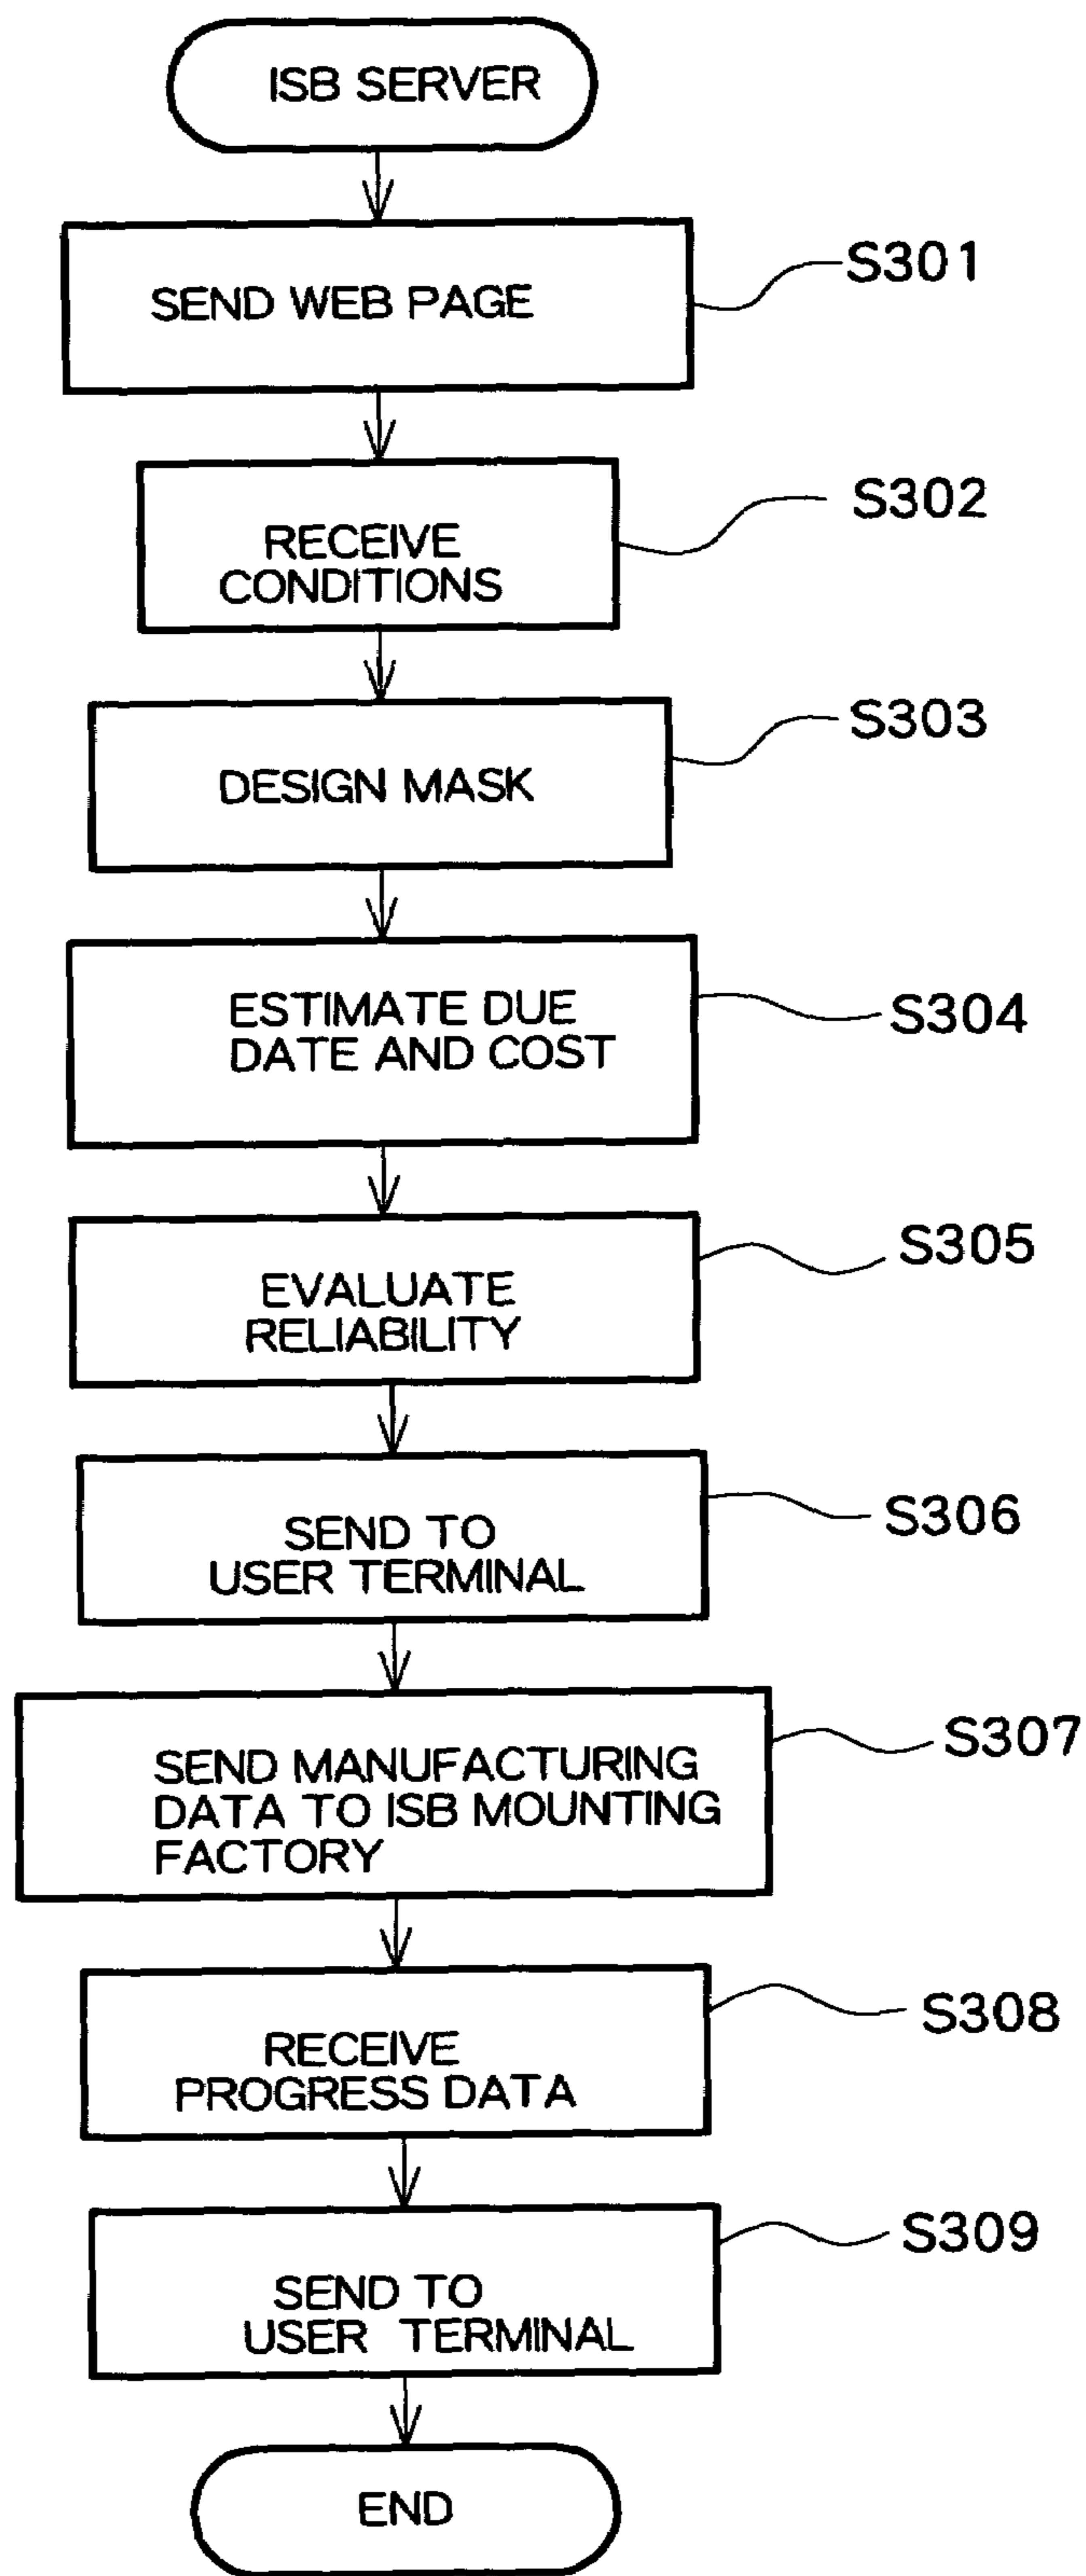 ISB SERVER
SEND WEB PAGE
S301
RECEIVE
CONDITIONS
S302
DESIGN MASK
S303
ESTIMATE DUE
DATE AND COST
S304
EVALUATE
RELIABILITY
S305
SEND TO
USER TERMINAL
S306
SEND MANUFACTURING
DATA TO ISB MOUNTING
FACTORY
S307
RECEIVE
PROGRESS DATA
S308
SEND TO
USER TERMINAL
S309
END